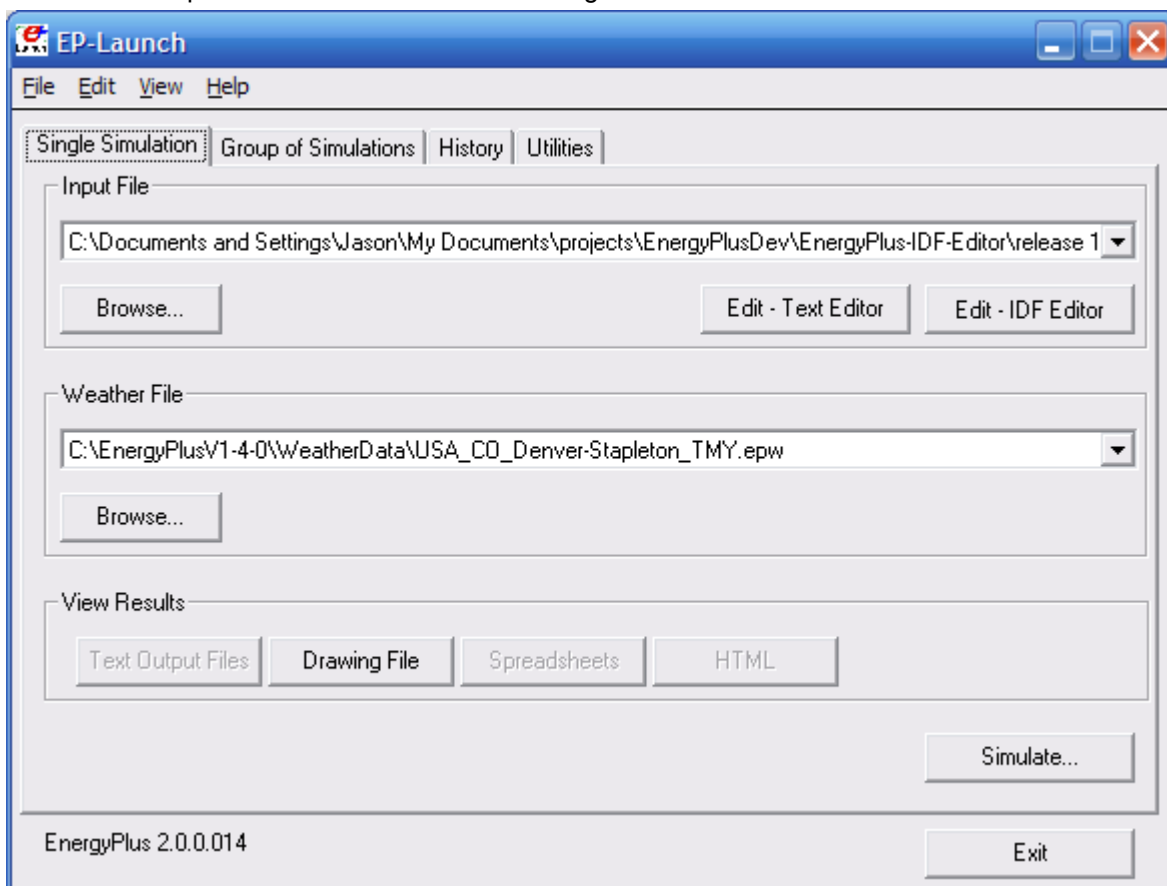 EP-Launch
File Edit View Help
Single Simulation Group of Simulations History Utilities
Input File
C:\Documents and Settings\Jason\My Documents\projects\EnergyPlusDev\EnergyPlus-IDF-Editor\release 1
Browse... Edit - Text Editor Edit - IDF Editor
Weather File
C:\EnergyPlusV1-4-0\WeatherData\USA_CO_Denver-Stapleton_TMY.epw
Browse...
View Results
Text Output Files Drawing File Spreadsheets HTML
Simulate...
EnergyPlus 2.0.0.014 Exit